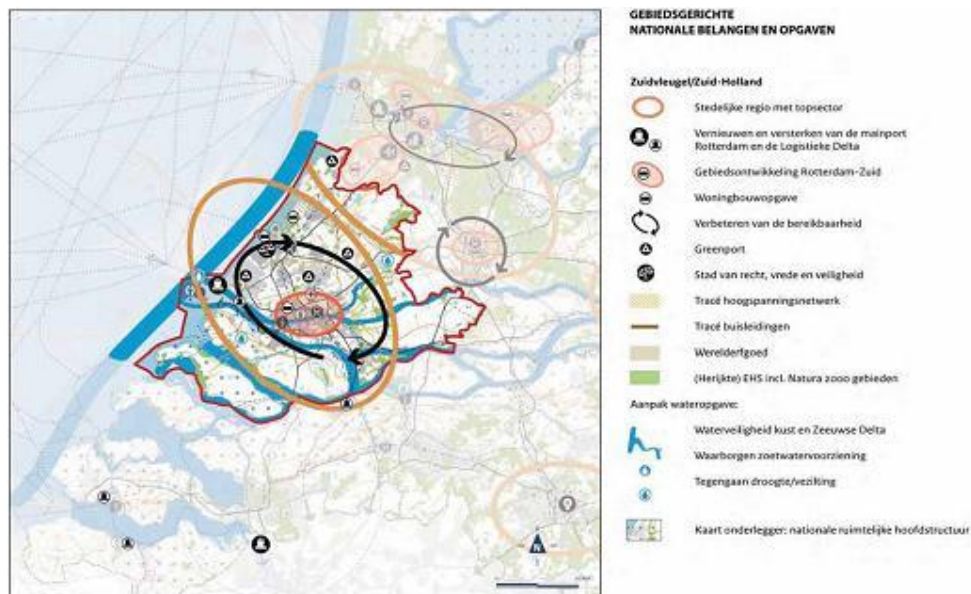 GEBIEDSGERICHTE
NATIONALE BELANGEN EN OPGAVEN
Zuidvleugel/Zuid-Holland
Stedelijke regio met topsector
Vernieuwen en versterken van de mainport
Rotterdam en de Logistieke Delta
Gebiedsontwikkeling Rotterdam-Zuid
Woningbouwopgave
Verbeteren van de bereikbaarheid
Greenport
Stad van recht, vrede en veiligheid
Tracé hoogspanningsnetwerk
Tracé buisleidingen
Werelderfgoed
(Herijkte) EHS incl. Natura 2000 gebieden
Aanpak wateropgave:
Waterveiligheid kust en Zeeuwse Delta
Waarborgen zoetwatervoorziening
Tegengaan droogte/verzilting
Kaart onderlegger: nationale ruimtelijke hoofdstructuur
N